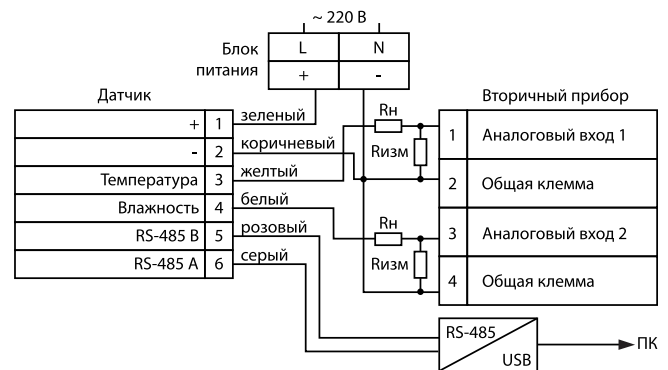 ~ 220 В
Блок питания
L
N
+
-
Датчик
+ 1 зеленый
- 2 коричневый
Температура 3 желтый
Влажность 4 белый
RS-485 B 5 розовый
RS-485 A 6 серый
Rн
Rизм
Rн
Rизм
Вторичный прибор
1 Аналоговый вход 1
2 Общая клемма
3 Аналоговый вход 2
4 Общая клемма
RS-485
USB
ПК